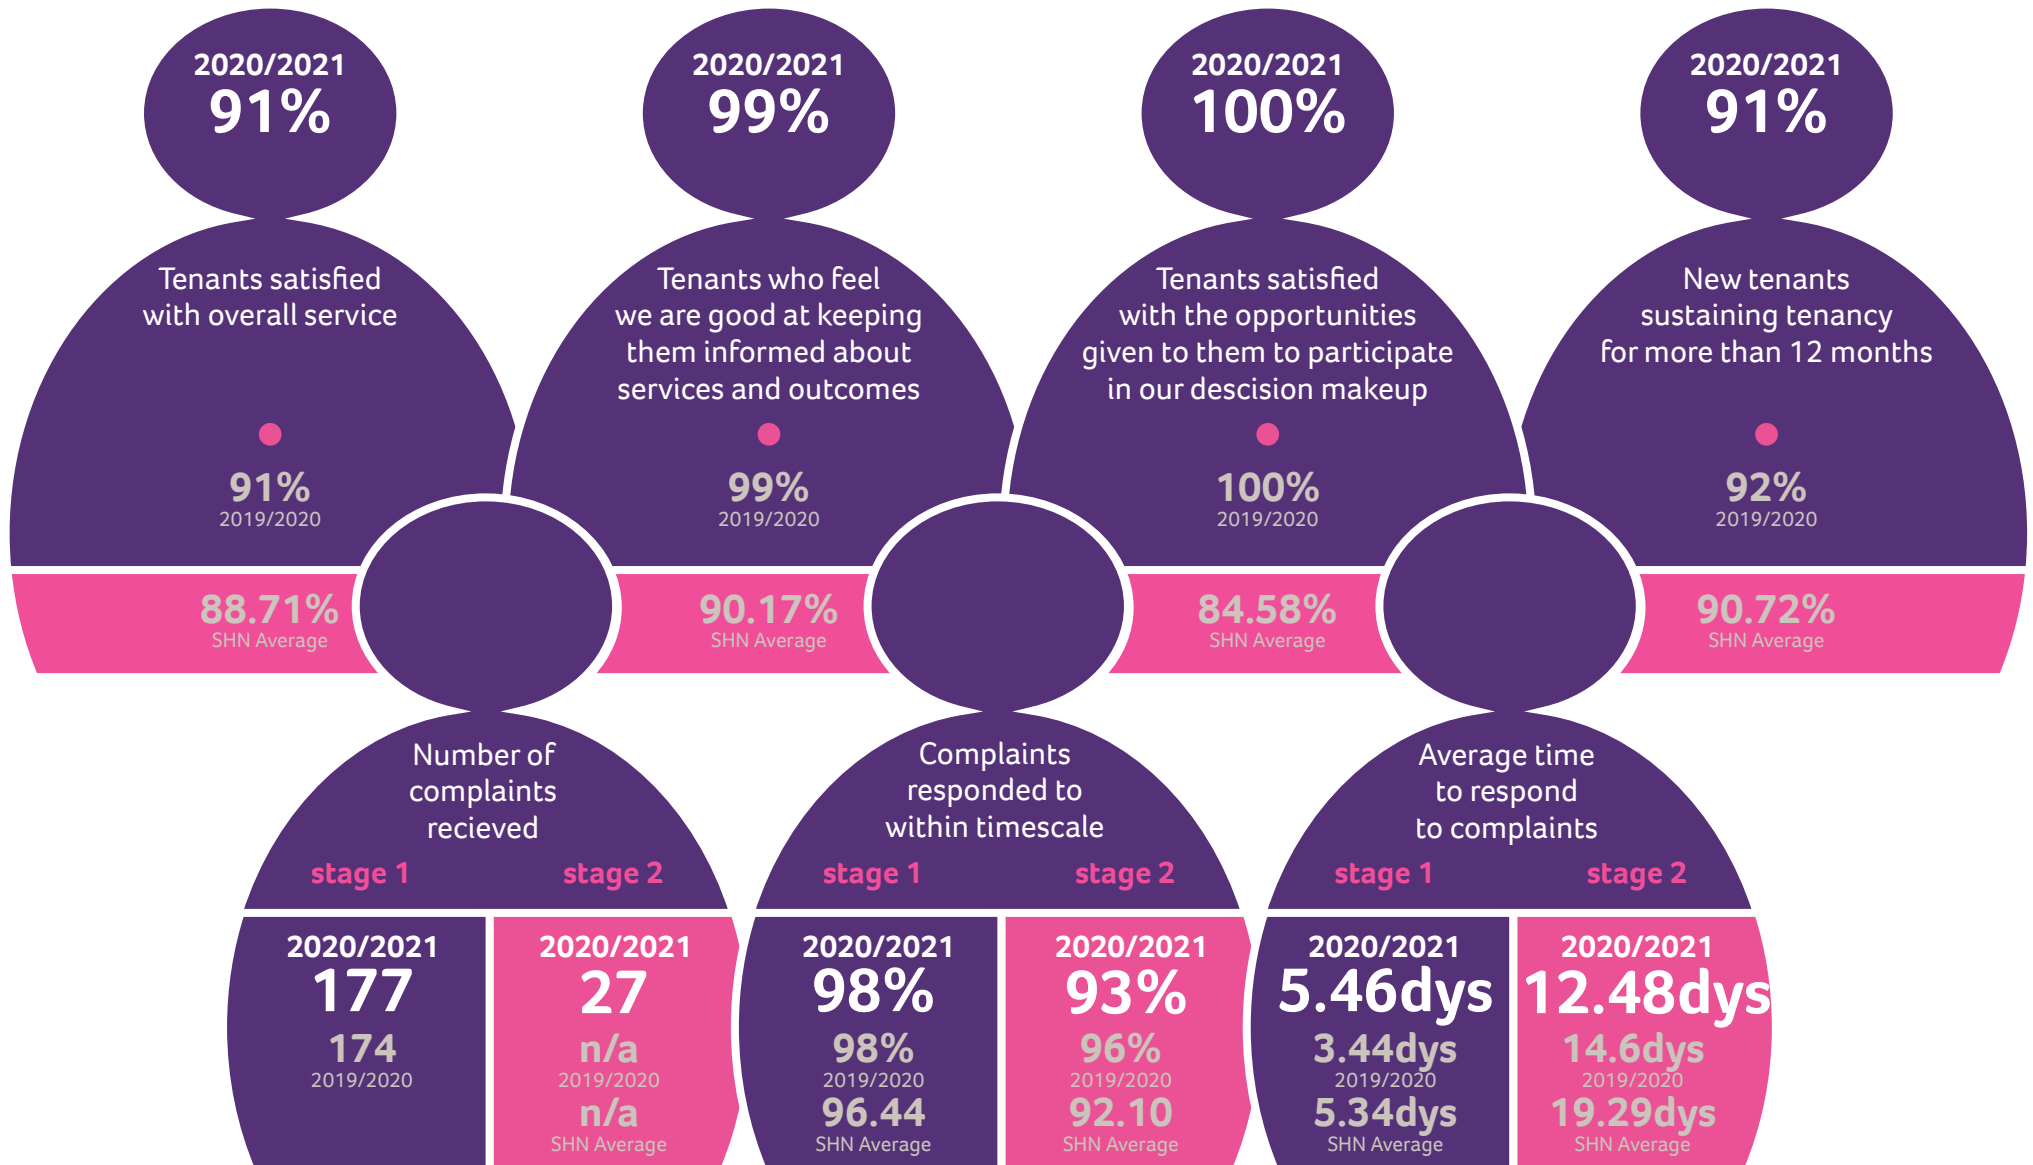 2020/2021
91%
Tenants satisfied
with overall service
91%
2019/2020
88.71%
SHN Average
2020/2021
99%
Tenants who feel
we are good at keeping
them informed about
services and outcomes
99%
2019/2020
90.17%
SHN Average
2020/2021
100%
Tenants satisfied
with the opportunities
given to them to participate
in our descision makeup
100%
2019/2020
84.58%
SHN Average
2020/2021
91%
New tenants
sustaining tenancy
for more than 12 months
92%
2019/2020
90.72%
SHN Average
Number of
complaints
recieved
stage 1
2020/2021
177
174
2019/2020
stage 2
2020/2021
27
n/a
2019/2020
n/a
SHN Average
Complaints
responded to
within timescale
stage 1
2020/2021
98%
98%
2019/2020
96.44
SHN Average
stage 2
2020/2021
93%
96%
2019/2020
92.10
SHN Average
Average time
to respond
to complaints
stage 1
2020/2021
5.46dys
3.44dys
2019/2020
5.34dys
SHN Average
stage 2
2020/2021
12.48dys
14.6dys
2019/2020
19.29dys
SHN Average